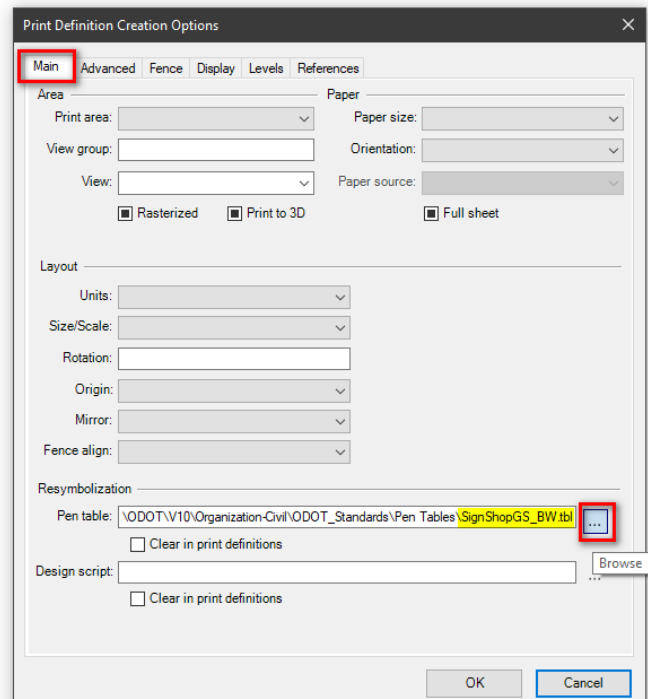 Print Definition Creation Options
Main Advanced Fence Display Levels References
Area Paper
Print area: Paper size:
View group: Orientation:
View: Paper source:
Rasterized Print to 3D Full sheet
Layout
Units:
Size/Scale:
Rotation:
Origin:
Mirror:
Fence align:
Resymbolization
Pen table: \ODOT\V10\Organization-Civil\ODOT_Standards\Pen Tables\SignShopGS_BW.tbl ...
Clear in print definitions
Browse
Design script: ...
Clear in print definitions
OK Cancel